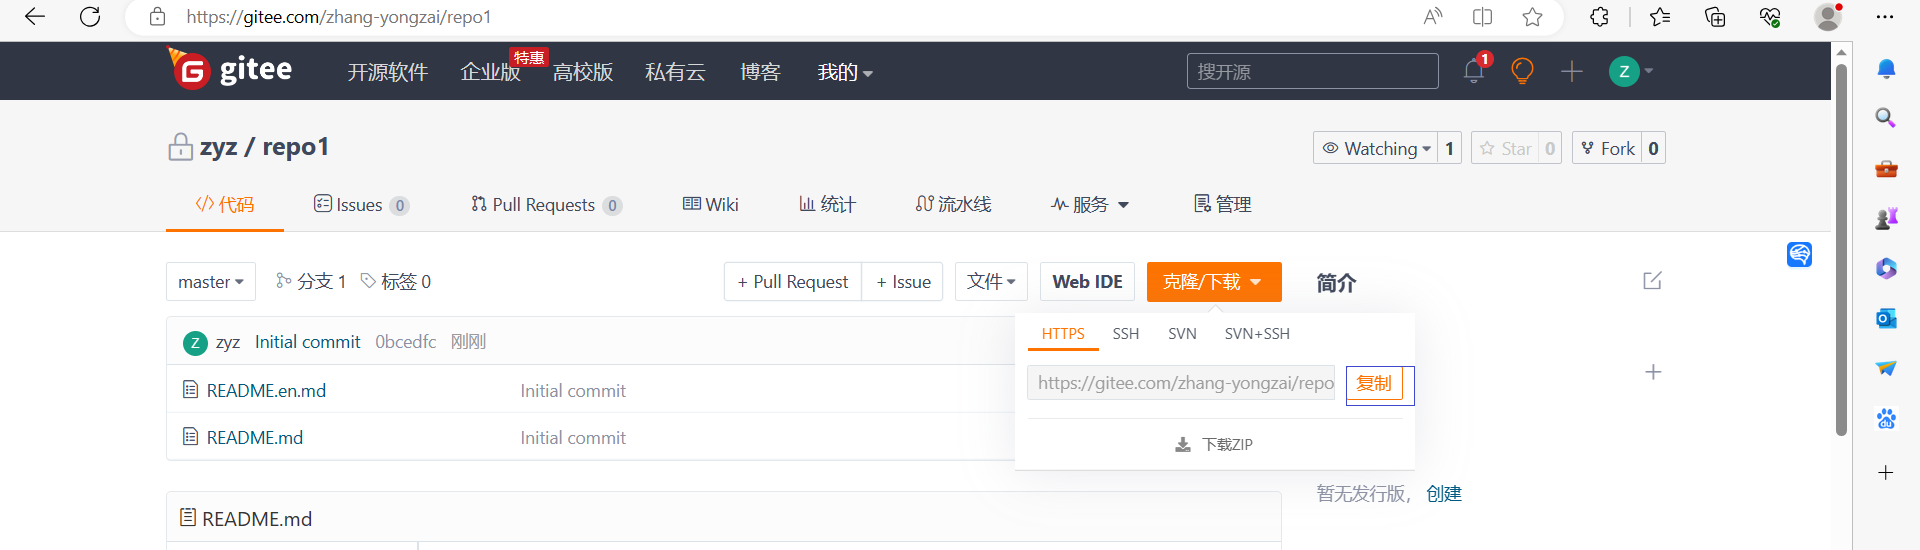 https://gitee.com/zhang-yongzai/repo1
gitee 开源软件 企业版 特惠 高校版 私有云 博客 我的 搜开源 1 Z
zyz / repo1 Watching 1 Star 0 Fork 0
代码 Issues 0 Pull Requests 0 Wiki 统计 流水线 服务 管理
master 分支 1 标签 0 + Pull Request + Issue 文件 Web IDE 克隆/下载 简介
HTTPS SSH SVN SVN+SSH
Z zyz Initial commit 0bcedfc 刚刚
https://gitee.com/zhang-yongzai/repo 复制
README.en.md Initial commit
README.md Initial commit
下载ZIP
暂无发行版， 创建
README.md